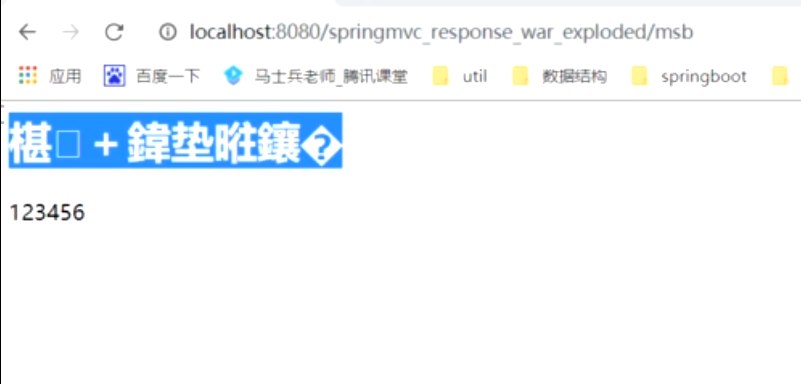 localhost:8080/springmvc_response_war_exploded/msb
应用 百度一下 马士兵老师_腾讯课堂 util 数据结构 springboot
椹□+鍏垫暀鑲�
123456